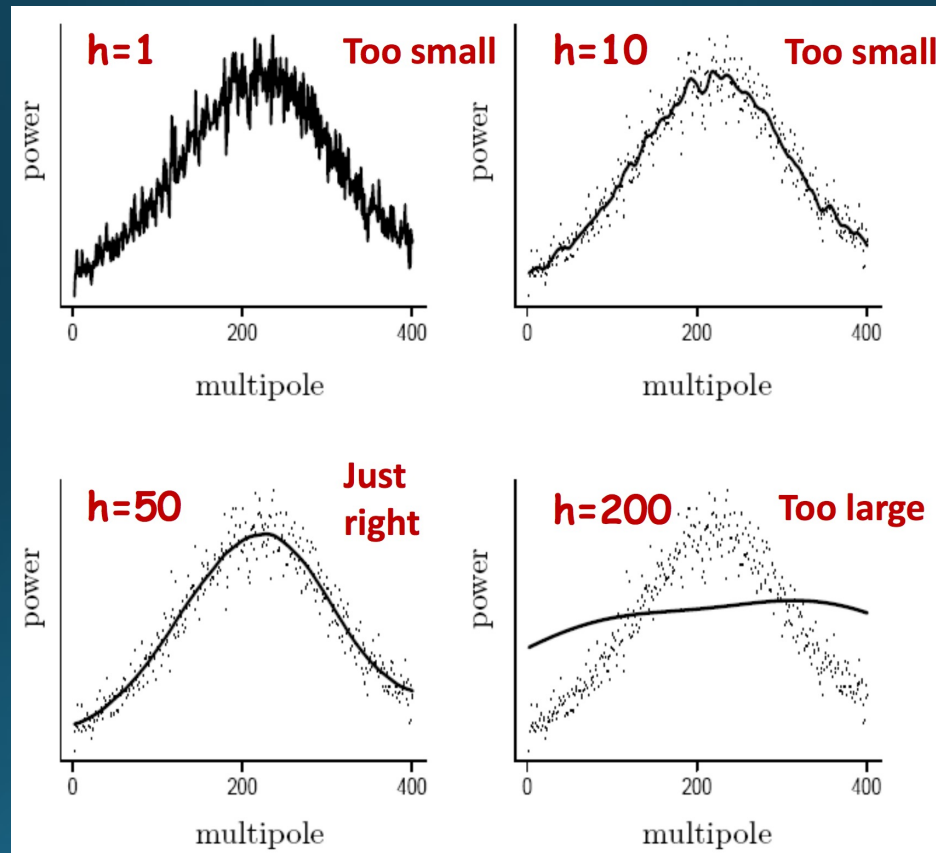 h=1
Too small
power
0
200
400
multipole
h=10
Too small
power
0
200
400
multipole
h=50
Just
right
power
0
200
400
multipole
h=200
Too large
power
0
200
400
multipole